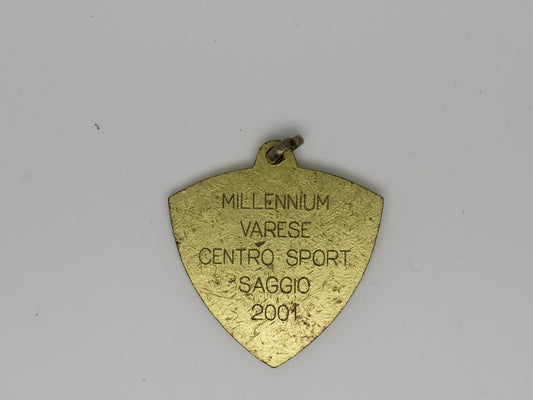 MILLENNIUM
VARESE
CENTRO SPORT
SAGGIO
2001